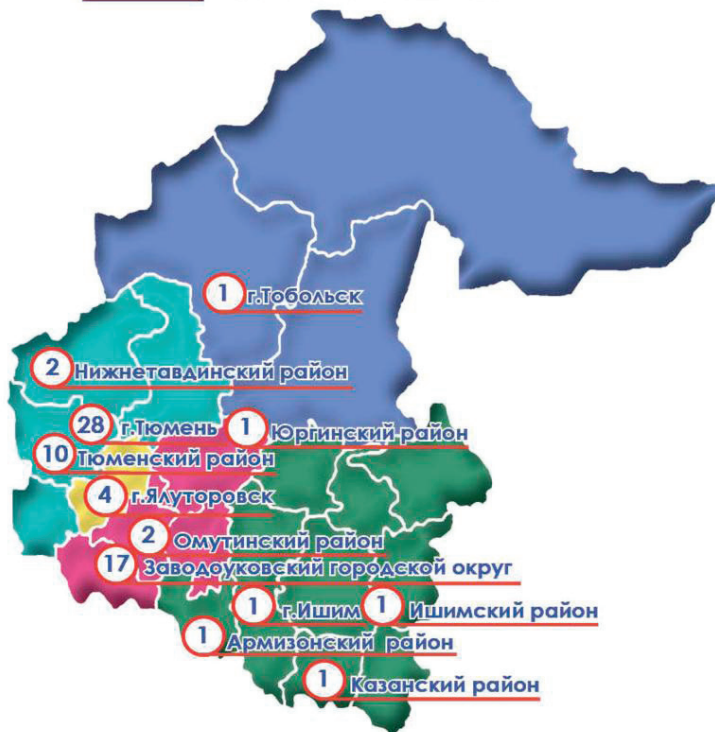 1 г.Тобольск
2 Нижнетавдинский район
28 г.Тюмень 1 Юргинский район
10 Тюменский район
4 г.Ялуторовск
2 Омутинский район
17 Заводоуковский городской округ
1 г.Ишим 1 Ишимский район
1 Армизонский район
1 Казанский район